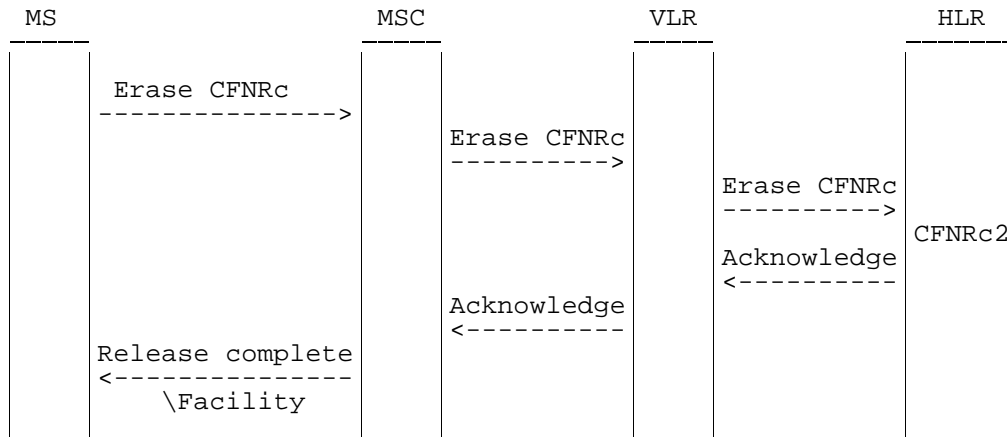 MS MSC VLR HLR
Erase CFNRc
--------------->
Erase CFNRc
---------->
Erase CFNRc
---------->
CFNRc2
Acknowledge
<----------
Acknowledge
<----------
Release complete
<---------------
\Facility